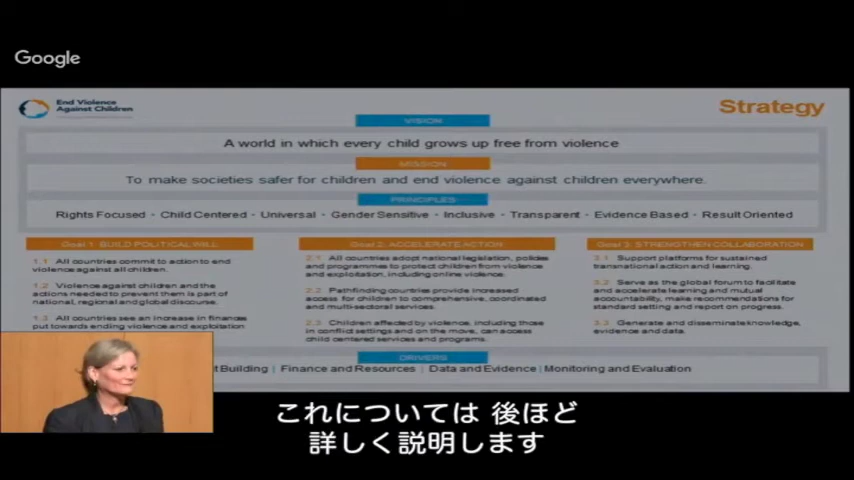 Google
End Violence
Against Children
Strategy
VISION
A world in which every child grows up free from violence
MISSION
To make societies safer for children and end violence against children everywhere.
PRINCIPLES
Rights Focused - Child Centered - Universal - Gender Sensitive - Inclusive - Transparent - Evidence Based - Result Oriented
Goal 1: BUILD POLITICAL WILL
1.1 All countries commit to action to end
violence against all children.
1.2 Violence against children and the
actions needed to prevent them is part of
national, regional and global discourse.
1.3 All countries see an increase in finances
put towards ending violence and exploitation
Goal 2: ACCELERATE ACTION
2.1 All countries adopt national legislation, policies
and programmes to protect children from violence
and exploitation, including online violence.
2.2 Pathfinding countries provide increased
access for children to comprehensive, coordinated
and multi-sectoral services.
2.3 Children affected by violence, including those
in conflict settings and on the move, can access
child centered services and programs.
Goal 3: STRENGTHEN COLLABORATION
3.1 Support platforms for sustained
transnational action and learning.
3.2 Serve as the global forum to facilitate
and accelerate learning and mutual
accountability, make recommendations for
standard setting and report on progress.
3.3 Generate and disseminate knowledge,
evidence and data.
DRIVERS
t Building | Finance and Resources | Data and Evidence | Monitoring and Evaluation
これについては 後ほど
詳しく説明します